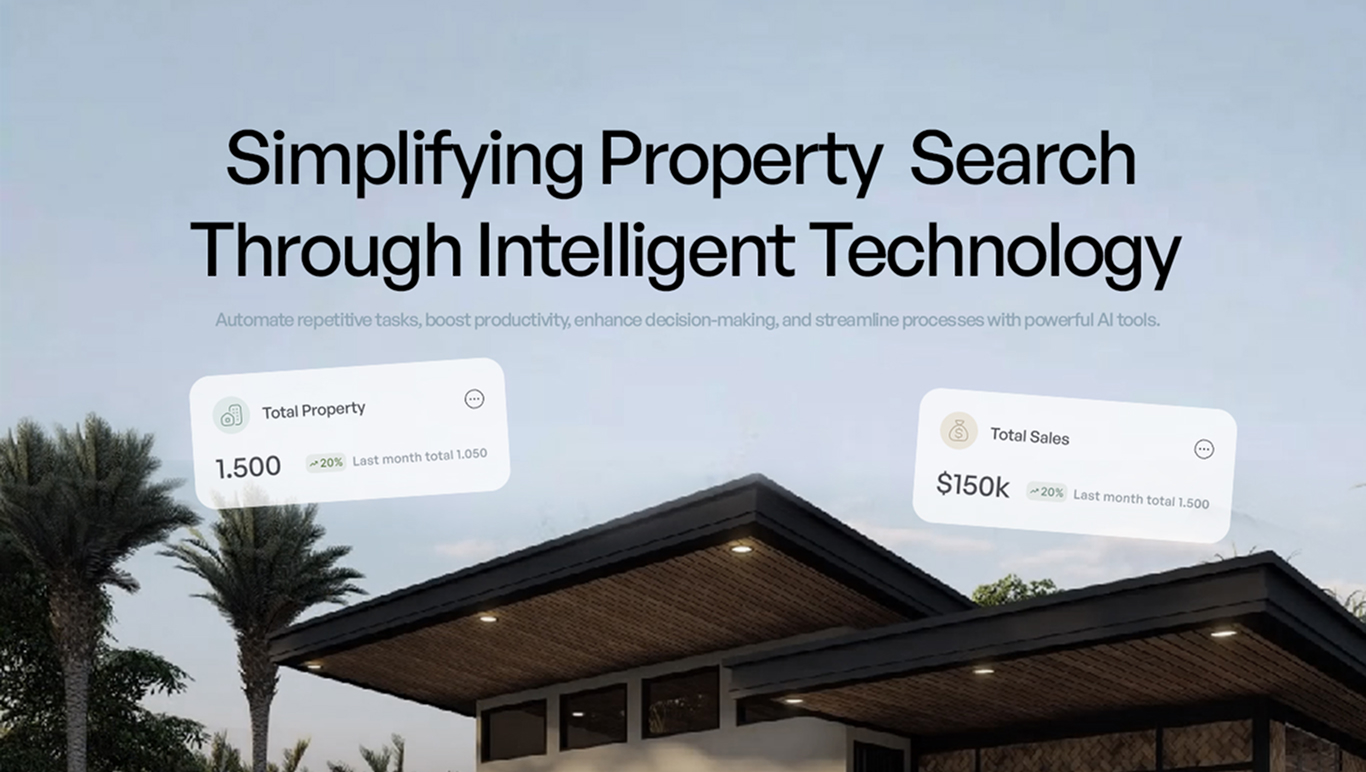 Simplifying Property Search
Through Intelligent Technology
Automate repetitive tasks, boost productivity, enhance decision-making, and streamline processes with powerful AI tools.
Total Property
1.500 20% Last month total 1.050
Total Sales
$150k 20% Last month total 1.500